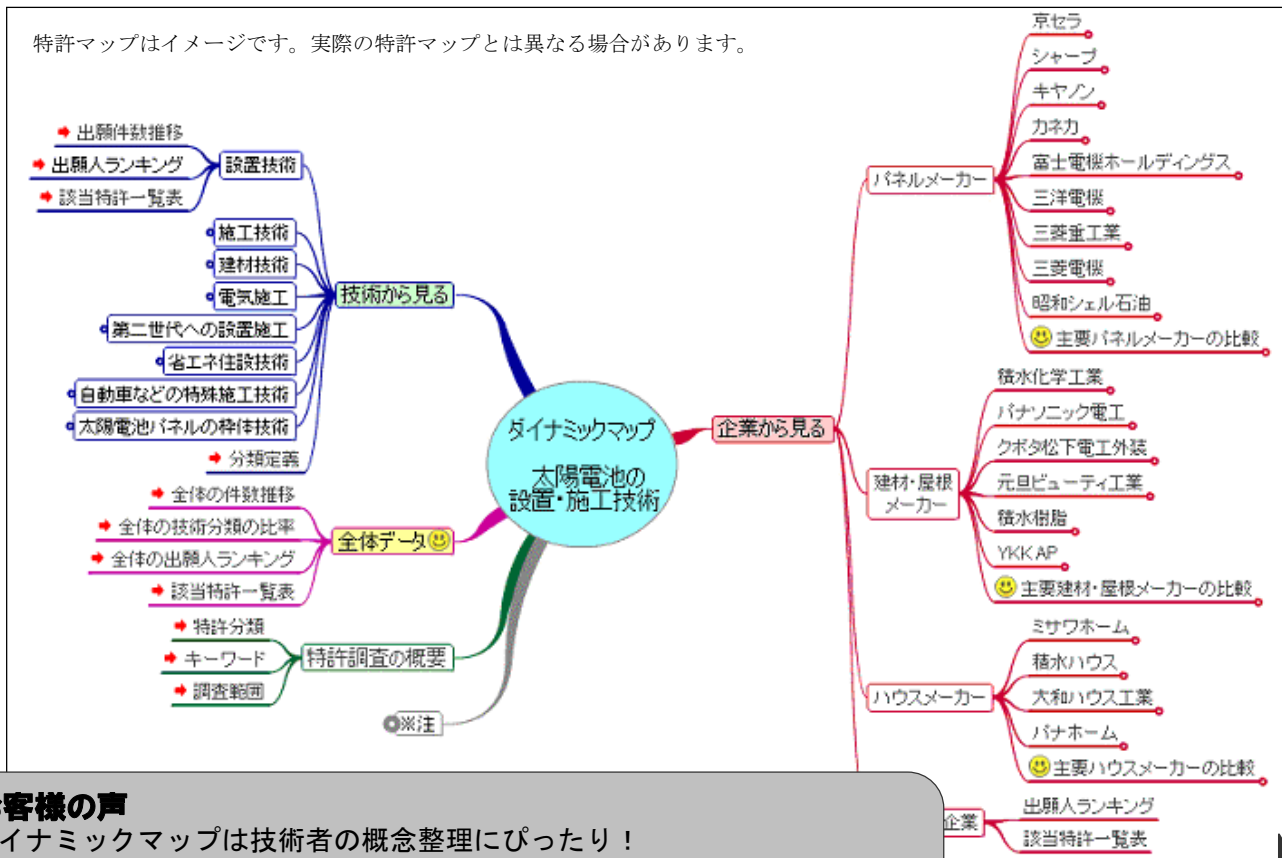 特許マップはイメージです。実際の特許マップとは異なる場合があります。
ダイナミックマップ
太陽電池の
設置・施工技術
技術から見る
設置技術
出願件数推移
出願人ランキング
該当特許一覧表
施工技術
建材技術
電気施工
第二世代への設置施工
省エネ住設技術
自動車などの特殊施工技術
太陽電池パネルの枠体技術
分類定義
全体データ
全体の件数推移
全体の技術分類の比率
全体の出願人ランキング
該当特許一覧表
特許調査の概要
特許分類
キーワード
調査範囲
※注
企業から見る
パネルメーカー
京セラ
シャープ
キヤノン
カネカ
富士電機ホールディングス
三洋電機
三菱重工業
三菱電機
昭和シェル石油
主要パネルメーカーの比較
建材・屋根
メーカー
積水化学工業
パナソニック電工
クボタ松下電工外装
元旦ビューティ工業
積水樹脂
YKK AP
主要建材・屋根メーカーの比較
ハウスメーカー
ミサワホーム
積水ハウス
大和ハウス工業
パナホーム
主要ハウスメーカーの比較
企業
出願人ランキング
該当特許一覧表
客様の声
イナミックマップは技術者の概念整理にぴったり！